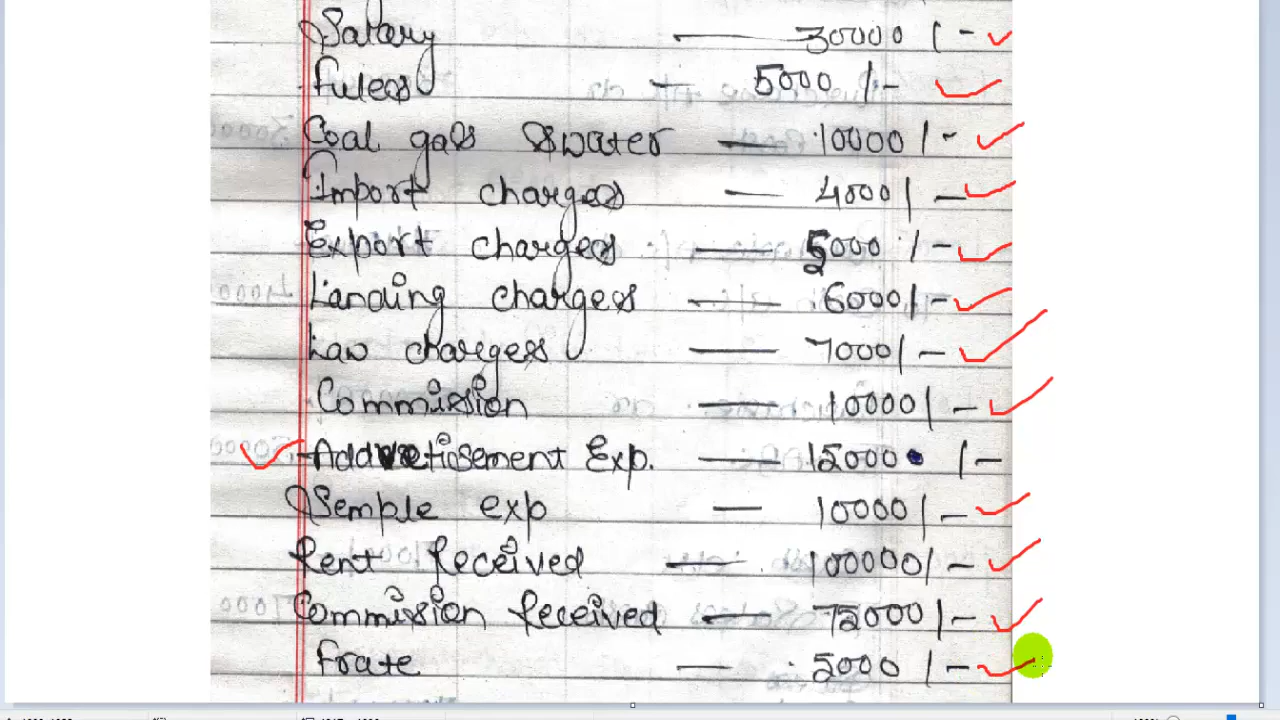 Salary — 30000/-
Fules — 5000/-
Coal gas & water — 10000/-
Import charges — 4000/-
Export charges — 5000/-
Landing charges — 6000/-
Law charges — 7000/-
Commission — 10000/-
Addvertisement Exp. — 15000/-
Semple exp — 10000/-
Rent Received — 100000/-
Commission Received — 72000/-
Frate — 5000/-